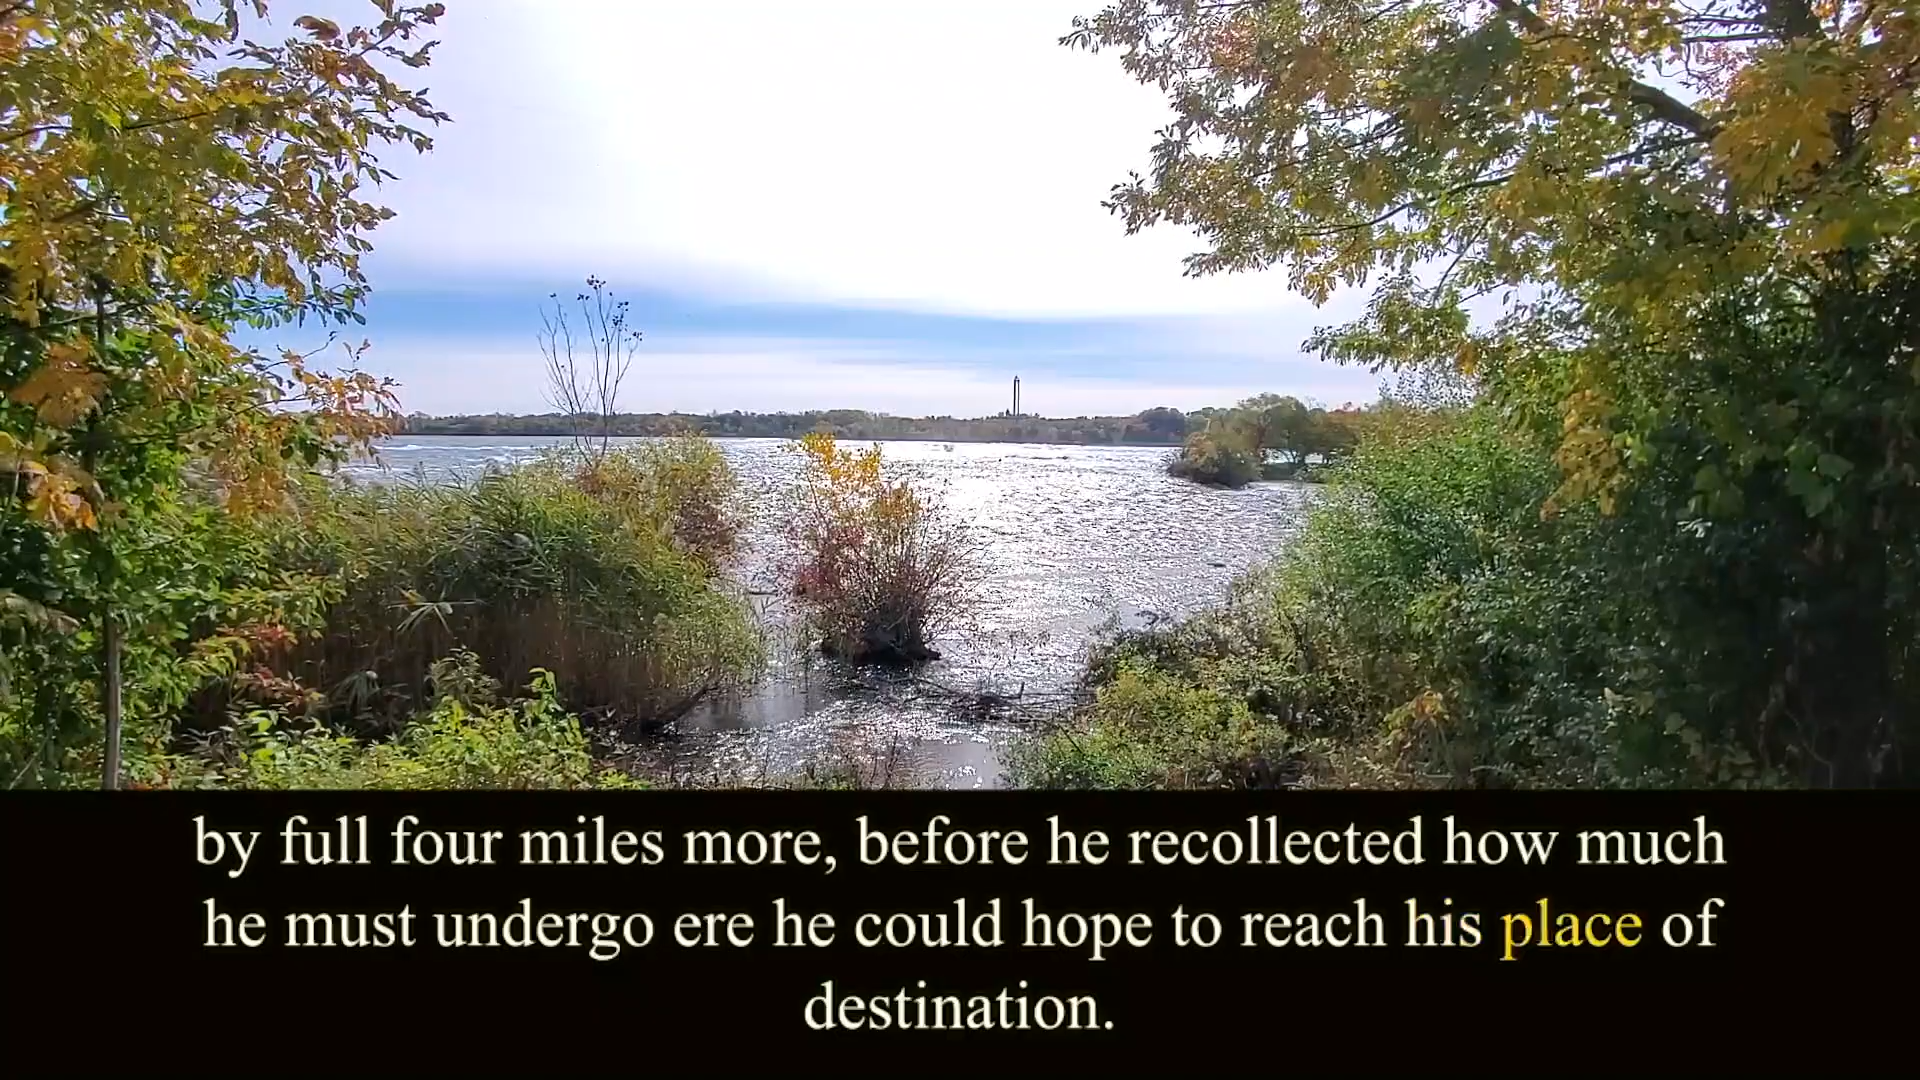 by full four miles more, before he recollected how much
he must undergo ere he could hope to reach his place of
destination.